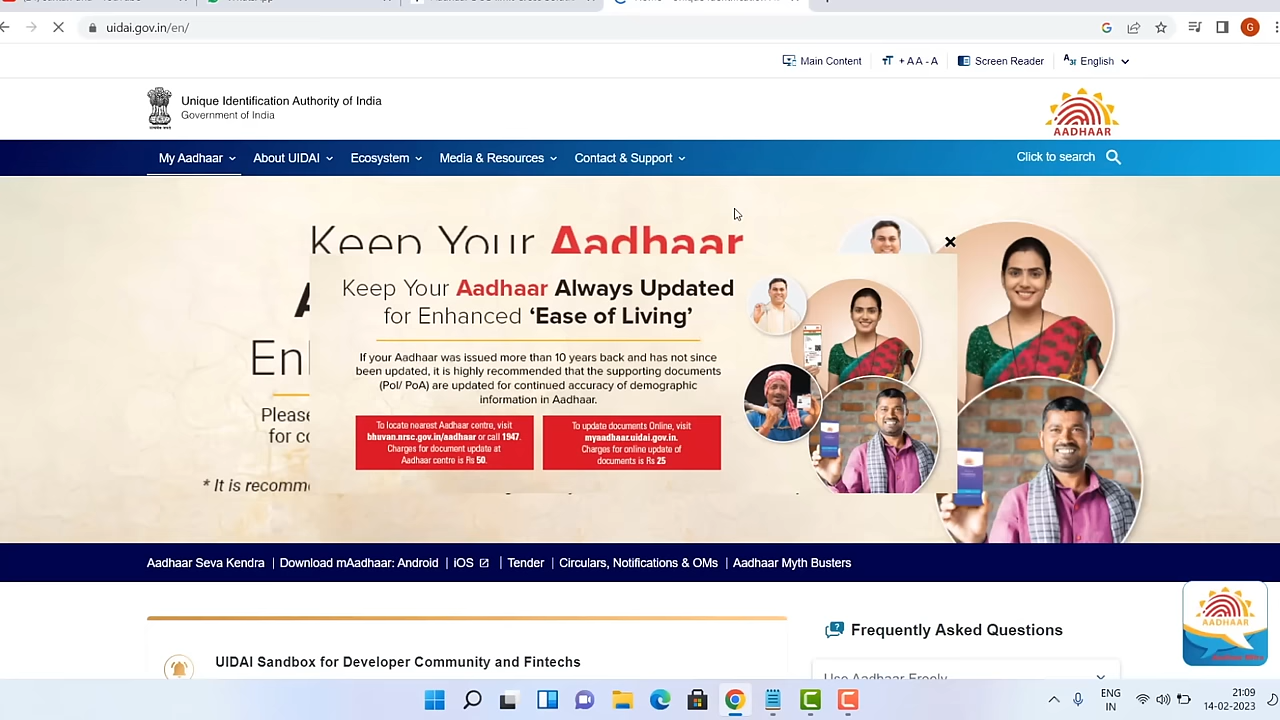 uidai.gov.in/en/
G
Main Content
+ A A - A
Screen Reader
English
Unique Identification Authority of India
Government of India
AADHAAR
My Aadhaar
About UIDAI
Ecosystem
Media & Resources
Contact & Support
Click to search
Keep Your Aadhaar
Keep Your Aadhaar Always Updated
for Enhanced ‘Ease of Living’
If your Aadhaar was issued more than 10 years back and has not since
been updated, it is highly recommended that the supporting documents
(PoI/ PoA) are updated for continued accuracy of demographic
information in Aadhaar.
To locate nearest Aadhaar centre, visit
bhuvan.nrsc.gov.in/aadhaar or call 1947.
Charges for document update at
Aadhaar centre is Rs 50.
To update documents Online, visit
myaadhaar.uidai.gov.in.
Charges for online update of
documents is Rs 25
A
En
Please
for co
* It is recomm
Aadhaar Seva Kendra | Download mAadhaar: Android | iOS | Tender | Circulars, Notifications & OMs | Aadhaar Myth Busters
AADHAAR
Frequently Asked Questions
UIDAI Sandbox for Developer Community and Fintechs
Use Aadhaar Freely
ENG
IN
21:09
14-02-2023